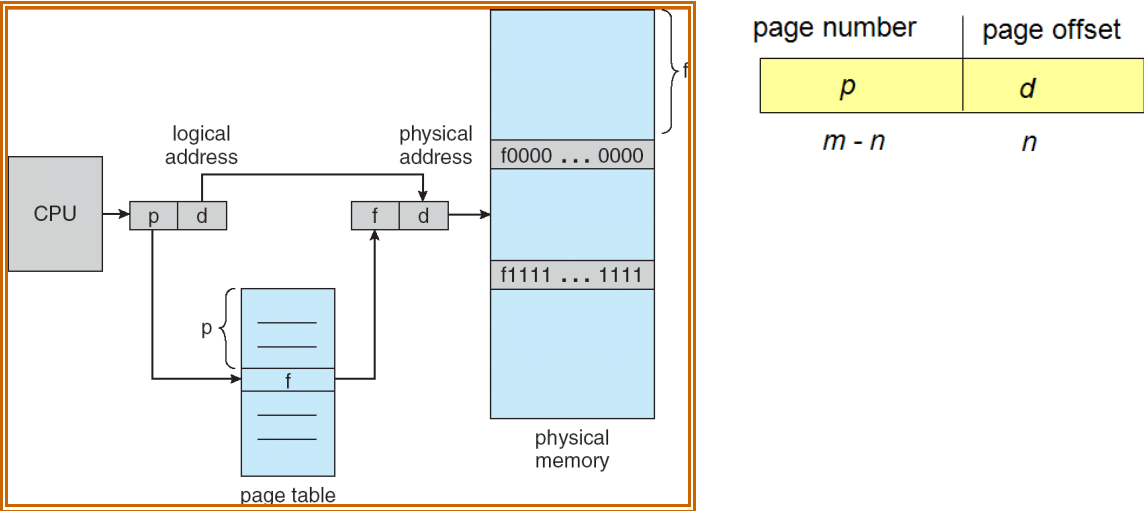 page number
page offset
p
d
m - n
n
logical
address
physical
address
CPU
p
d
f
d
f
f0000 ... 0000
f1111 ... 1111
p
f
physical
memory
page table